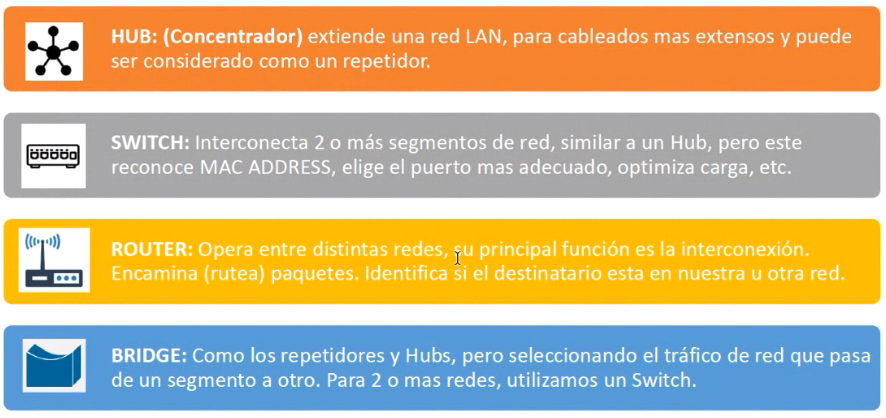 HUB: (Concentrador) extiende una red LAN, para cableados mas extensos y puede
ser considerado como un repetidor.
SWITCH: Interconecta 2 o más segmentos de red, similar a un Hub, pero este
reconoce MAC ADDRESS, elige el puerto mas adecuado, optimiza carga, etc.
ROUTER: Opera entre distintas redes, su principal función es la interconexión.
Encamina (rutea) paquetes. Identifica si el destinatario esta en nuestra u otra red.
BRIDGE: Como los repetidores y Hubs, pero seleccionando el tráfico de red que pasa
de un segmento a otro. Para 2 o mas redes, utilizamos un Switch.